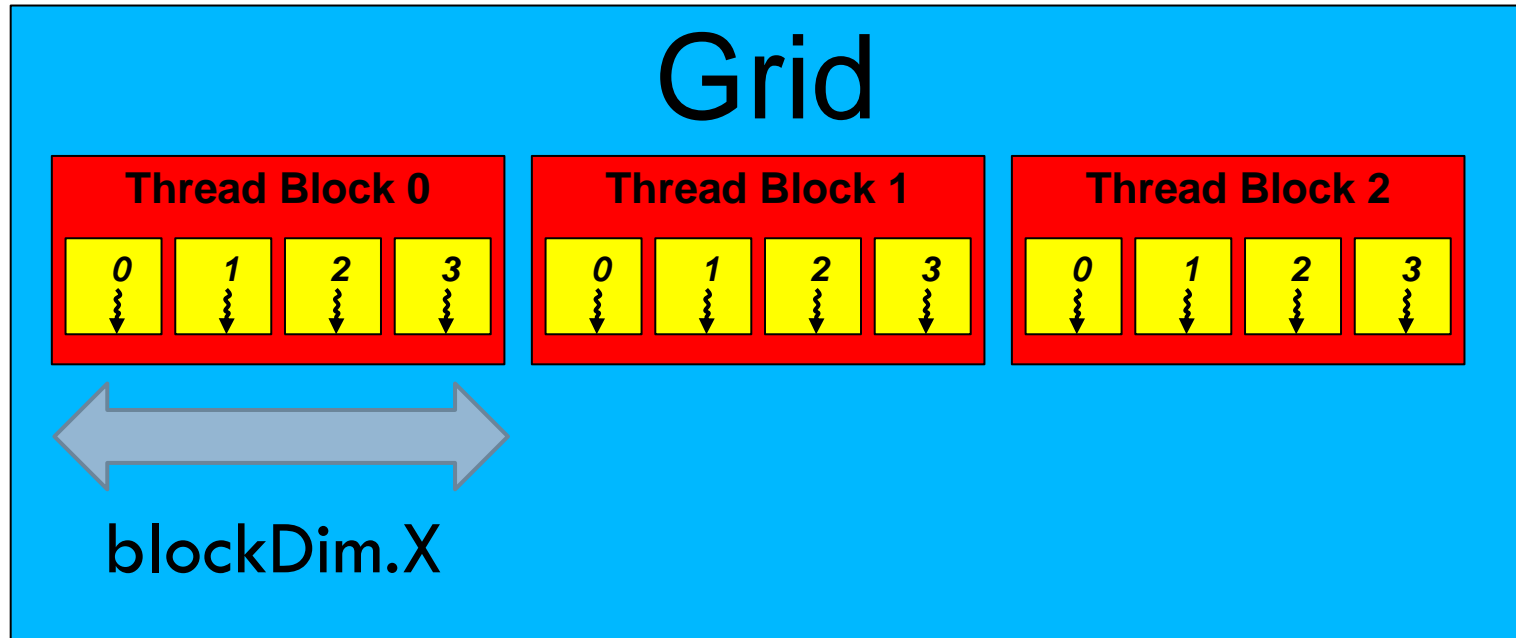 Grid
Thread Block 0 Thread Block 1 Thread Block 2
0 1 2 3 0 1 2 3 0 1 2 3
blockDim.X